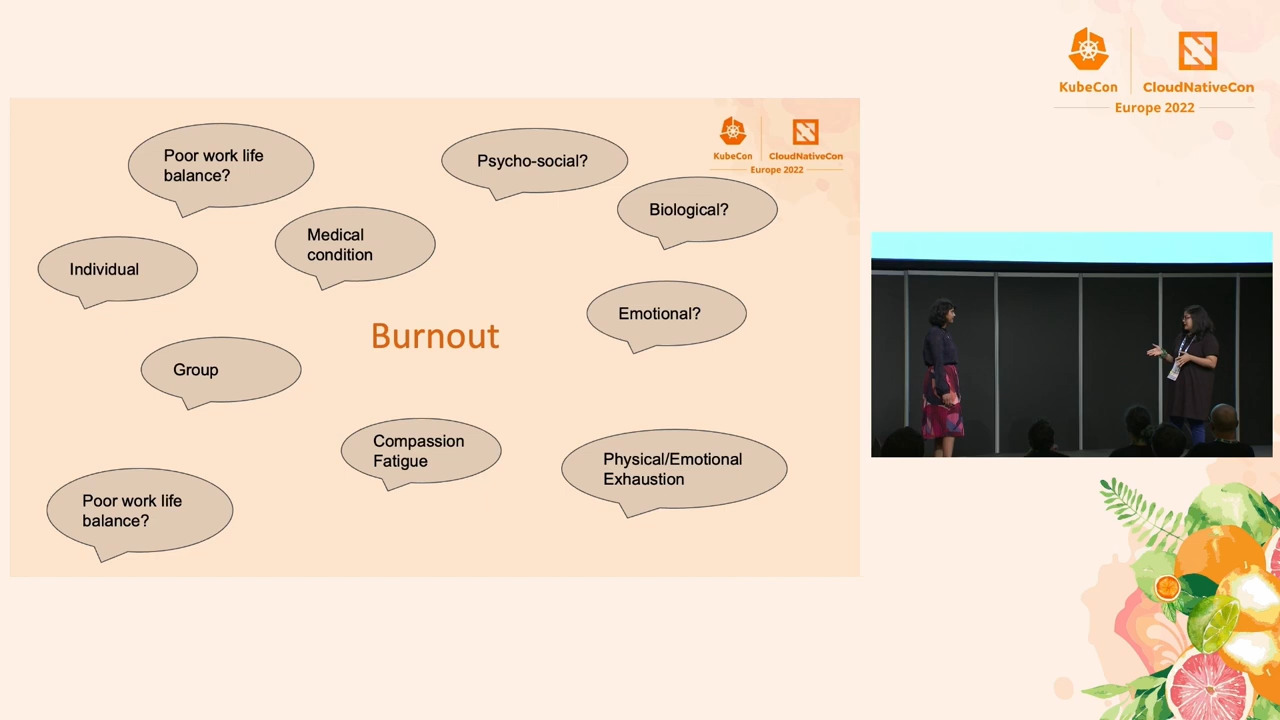 KubeCon
CloudNativeCon
Europe 2022
KubeCon
CloudNativeCon
Europe 2022
Poor work life
balance?
Psycho-social?
Biological?
Medical
condition
Individual
Emotional?
Burnout
Group
Compassion
Fatigue
Physical/Emotional
Exhaustion
Poor work life
balance?